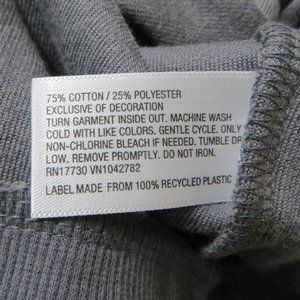 75% COTTON / 25% POLYESTER
EXCLUSIVE OF DECORATION
TURN GARMENT INSIDE OUT. MACHINE WASH
COLD WITH LIKE COLORS. GENTLE CYCLE. ONLY
NON-CHLORINE BLEACH IF NEEDED. TUMBLE DR
LOW. REMOVE PROMPTLY. DO NOT IRON.
RN17730 VN1042782
LABEL MADE FROM 100% RECYCLED PLASTIC